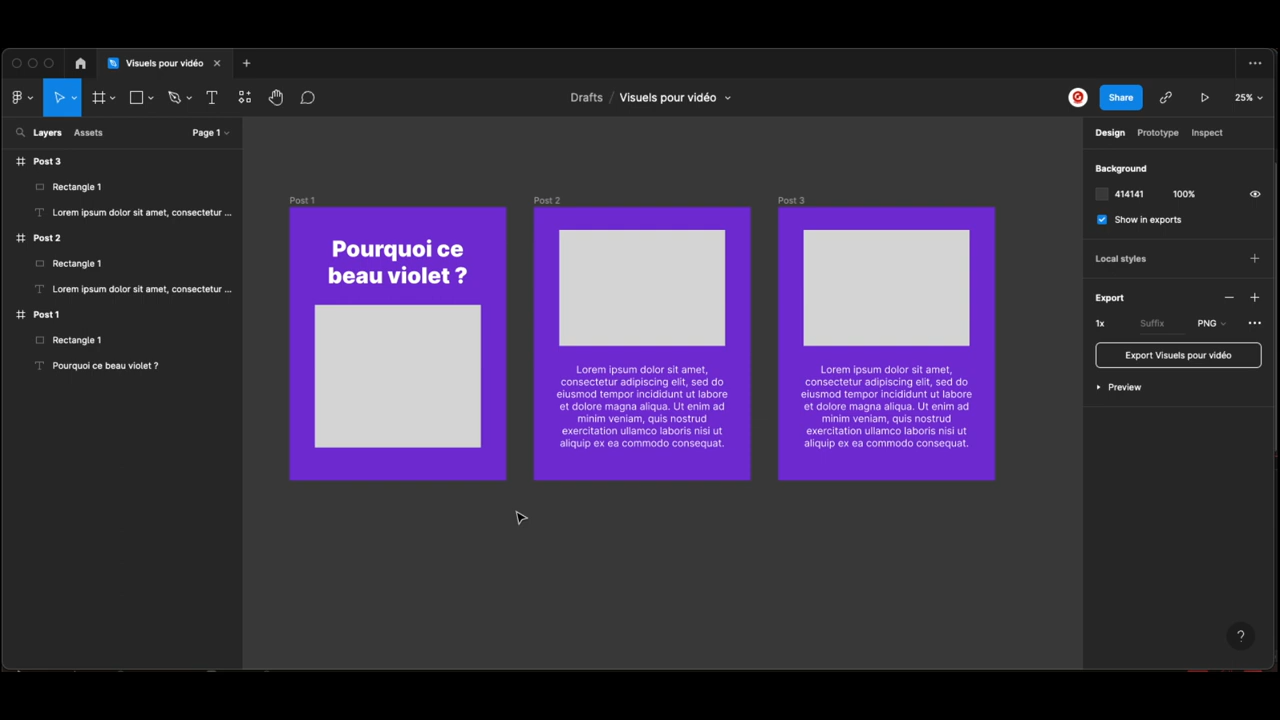 Visuels pour vidéo
Drafts / Visuels pour vidéo
Share
25%
Layers
Assets
Page 1
Post 3
Rectangle 1
Lorem ipsum dolor sit amet, consectetur ...
Post 2
Rectangle 1
Lorem ipsum dolor sit amet, consectetur ...
Post 1
Rectangle 1
Pourquoi ce beau violet ?
Post 1
Pourquoi ce
beau violet ?
Post 2
Lorem ipsum dolor sit amet,
consectetur adipiscing elit, sed do
eiusmod tempor incididunt ut labore
et dolore magna aliqua. Ut enim ad
minim veniam, quis nostrud
exercitation ullamco laboris nisi ut
aliquip ex ea commodo consequat.
Post 3
Lorem ipsum dolor sit amet,
consectetur adipiscing elit, sed do
eiusmod tempor incididunt ut labore
et dolore magna aliqua. Ut enim ad
minim veniam, quis nostrud
exercitation ullamco laboris nisi ut
aliquip ex ea commodo consequat.
Design
Prototype
Inspect
Background
414141
100%
Show in exports
Local styles
Export
1x
Suffix
PNG
Export Visuels pour vidéo
Preview
?